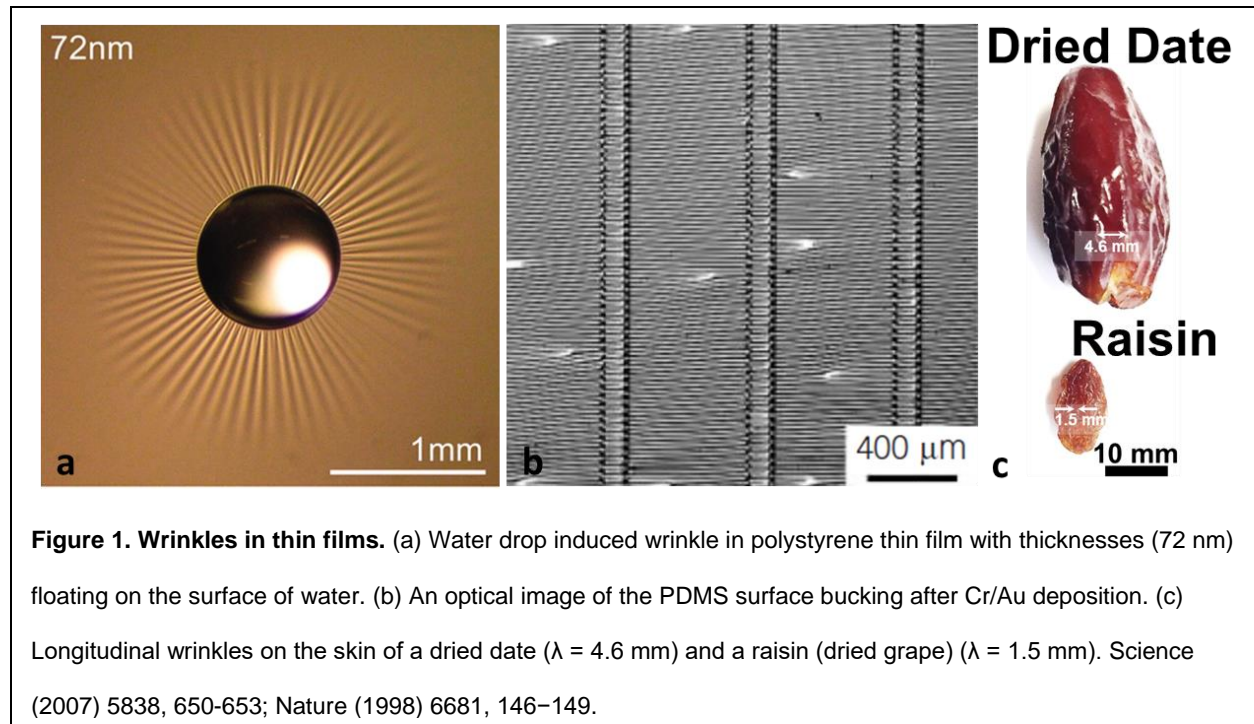 72nm
1mm
a
400 μm
b
Dried Date
4.6 mm
Raisin
1.5 mm
10 mm
c
Figure 1. Wrinkles in thin films. (a) Water drop induced wrinkle in polystyrene thin film with thicknesses (72 nm)
floating on the surface of water. (b) An optical image of the PDMS surface bucking after Cr/Au deposition. (c)
Longitudinal wrinkles on the skin of a dried date (λ = 4.6 mm) and a raisin (dried grape) (λ = 1.5 mm). Science
(2007) 5838, 650-653; Nature (1998) 6681, 146−149.